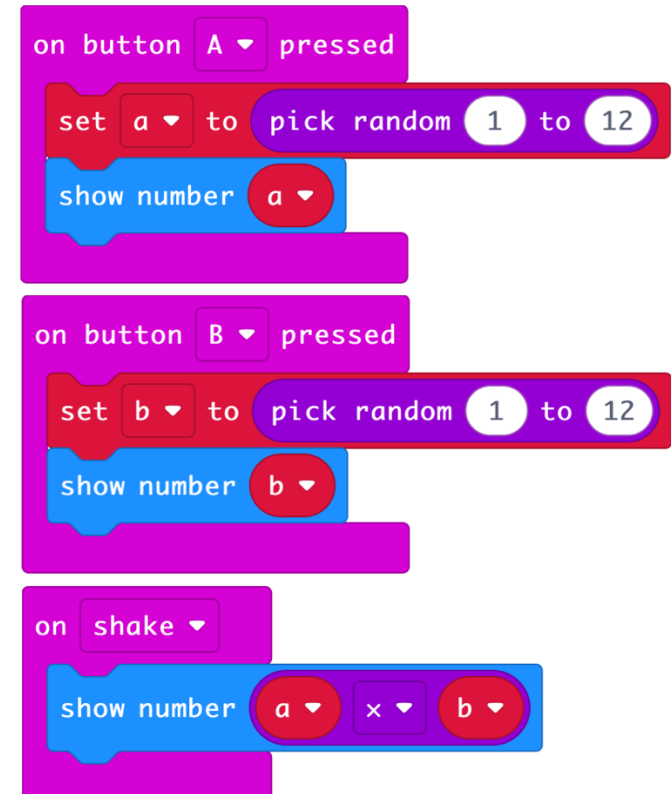 on button A pressed
set a to pick random 1 to 12
show number a
on button B pressed
set b to pick random 1 to 12
show number b
on shake
show number a × b